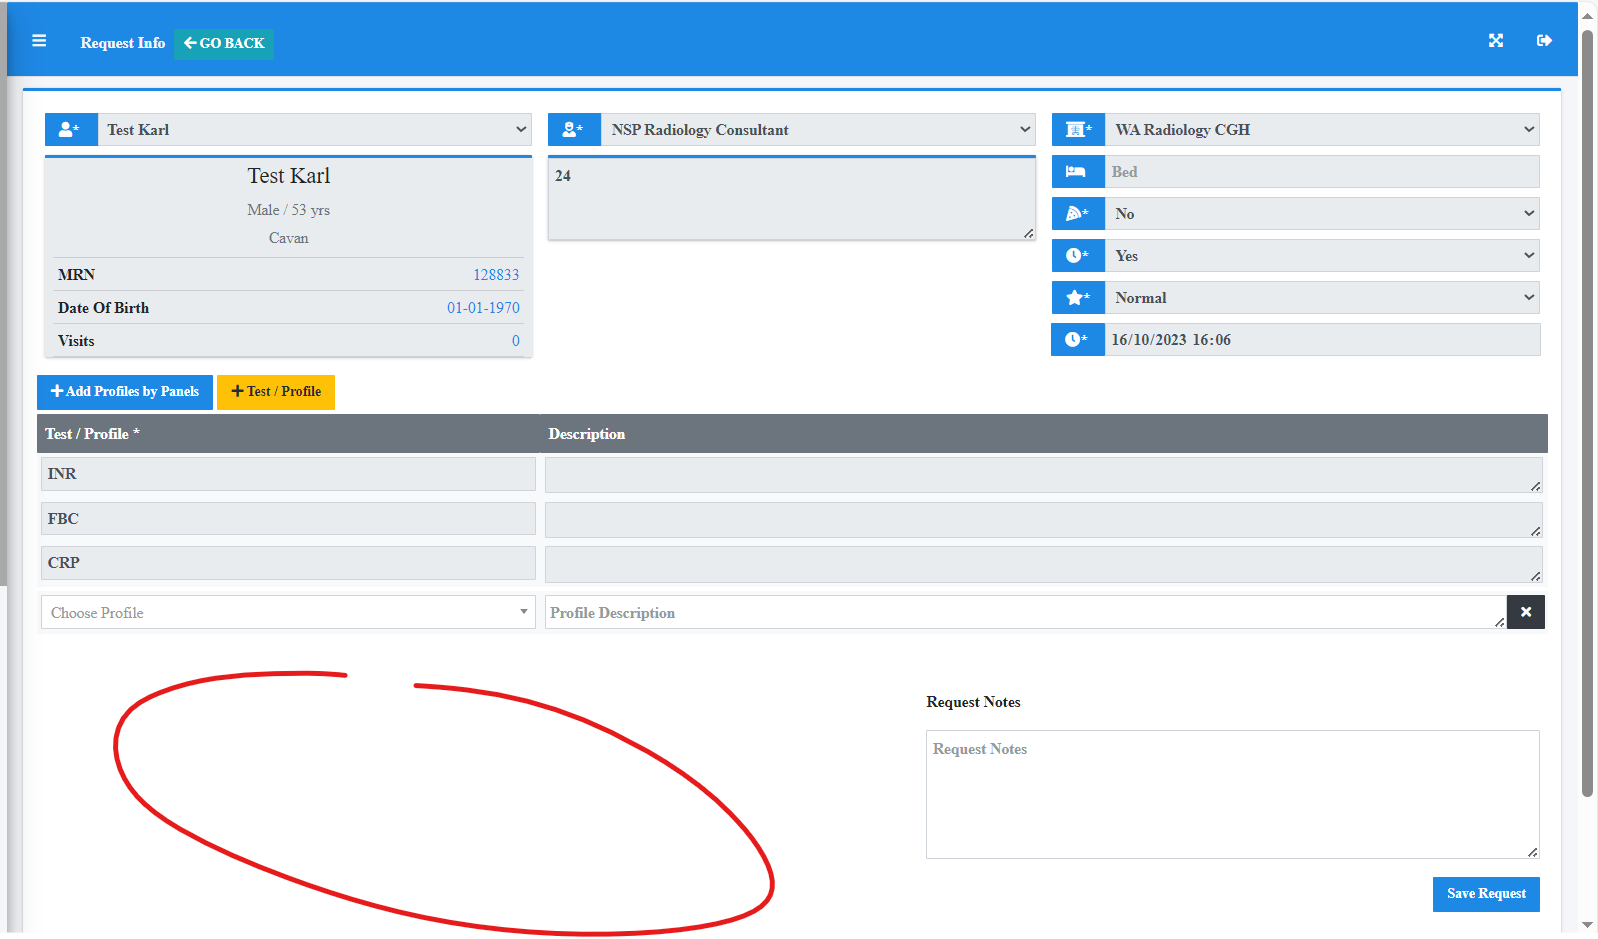 Request Info GO BACK
* Test Karl
* NSP Radiology Consultant
* WA Radiology CGH
Test Karl
Male / 53 yrs
Cavan
MRN 128833
Date Of Birth 01-01-1970
Visits 0
24
Bed
* No
* Yes
* Normal
* 16/10/2023 16:06
Add Profiles by Panels
Test / Profile
Test / Profile * Description
INR
FBC
CRP
Choose Profile Profile Description
Request Notes
Request Notes
Save Request